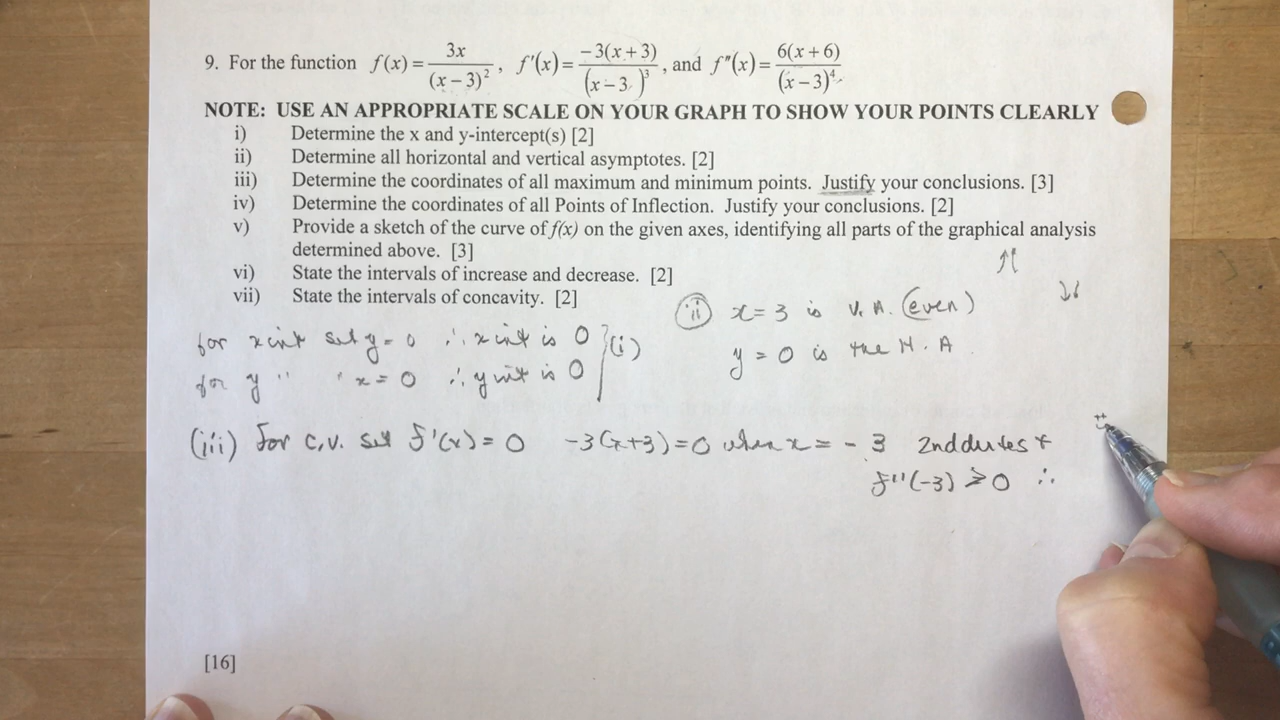 9. For the function f(x) = 3x / (x − 3)², f'(x) = −3(x + 3) / (x − 3)³, and f"(x) = 6(x + 6) / (x − 3)⁴.
NOTE: USE AN APPROPRIATE SCALE ON YOUR GRAPH TO SHOW YOUR POINTS CLEARLY
i) Determine the x and y-intercept(s) [2]
ii) Determine all horizontal and vertical asymptotes. [2]
iii) Determine the coordinates of all maximum and minimum points. Justify your conclusions. [3]
iv) Determine the coordinates of all Points of Inflection. Justify your conclusions. [2]
v) Provide a sketch of the curve of f(x) on the given axes, identifying all parts of the graphical analysis
determined above. [3]
vi) State the intervals of increase and decrease. [2]
vii) State the intervals of concavity. [2]
(ii) x = 3 is V.A. (even)
for x int set y = 0 ∴ x int is 0 } (i)
y = 0 is the H.A
for y " " x = 0 ∴ y int is 0
(iii) For c.v. set f'(x) = 0 −3(x+3) = 0 when x = −3 2nd du test
f''(−3) > 0 ∴
[16]